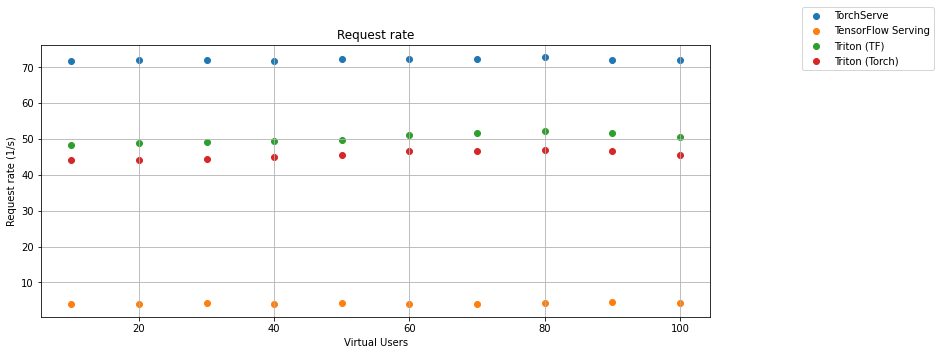 TorchServe
TensorFlow Serving
Triton (TF)
Triton (Torch)
Request rate
Request rate (1/s)
70
60
50
40
30
20
10
20
40
60
80
100
Virtual Users